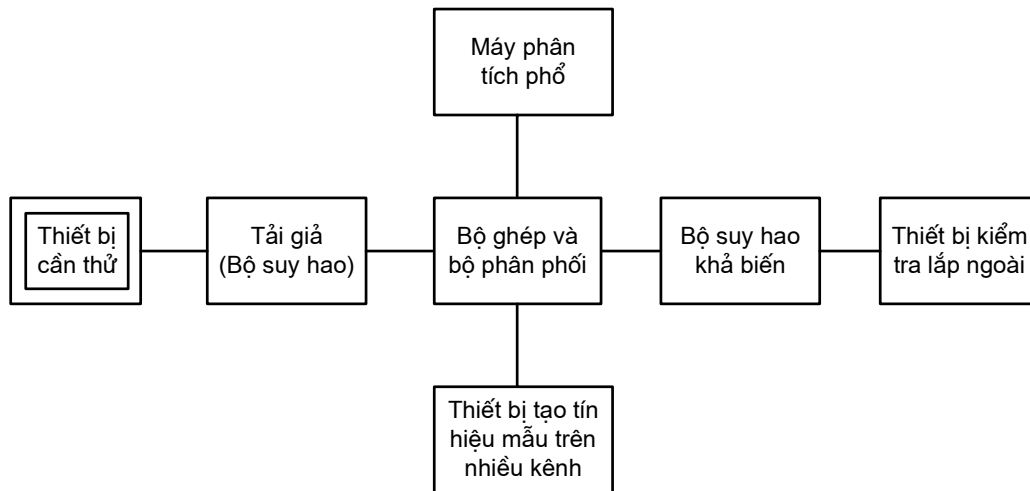 Máy phân
tích phổ
Thiết bị
cần thử
Tải giả
(Bộ suy hao)
Bộ ghép và
bộ phân phối
Bộ suy hao
khả biến
Thiết bị kiểm
tra lắp ngoài
Thiết bị tạo tín
hiệu mẫu trên
nhiều kênh